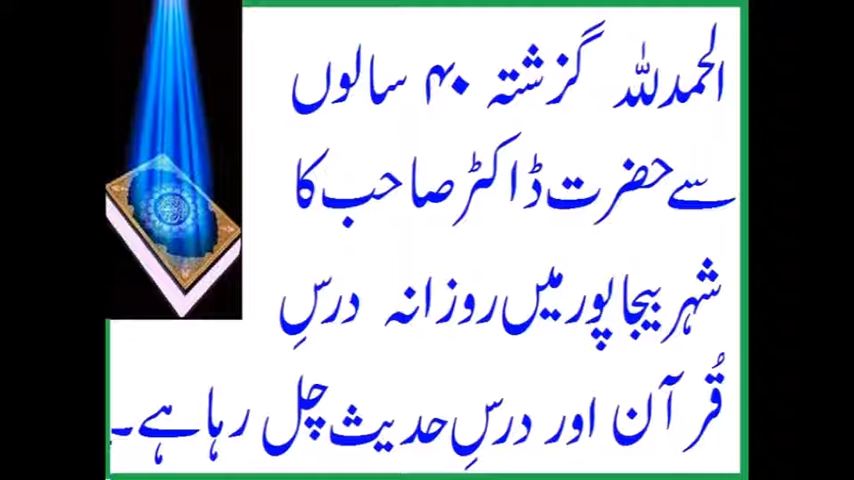 الحمدللہ گزشتہ ۴۰ سالوں
سے حضرت ڈاکٹر صاحب کا
شہر بیجاپور میں روزانہ درسِ
قُرآن اور درسِ حدیث چل رہا ہے۔